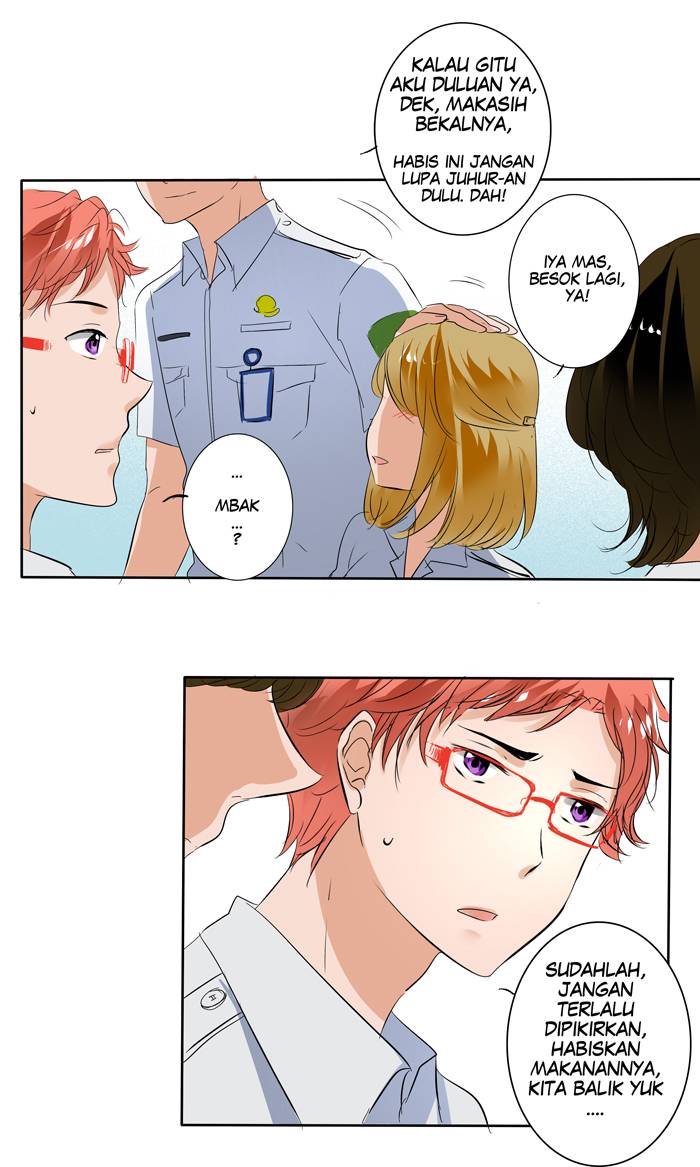 KALAU GITU
AKU DULUAN YA,
DEK, MAKASIH
BEKALNYA,
HABIS INI JANGAN
LUPA JUHUR-AN
DULU. DAH!
IYA MAS,
BESOK LAGI,
YA!
...
MBAK
...
?
SUDAHLAH,
JANGAN
TERLALU
DIPIKIRKAN,
HABISKAN
MAKANANNYA,
KITA BALIK YUK
....